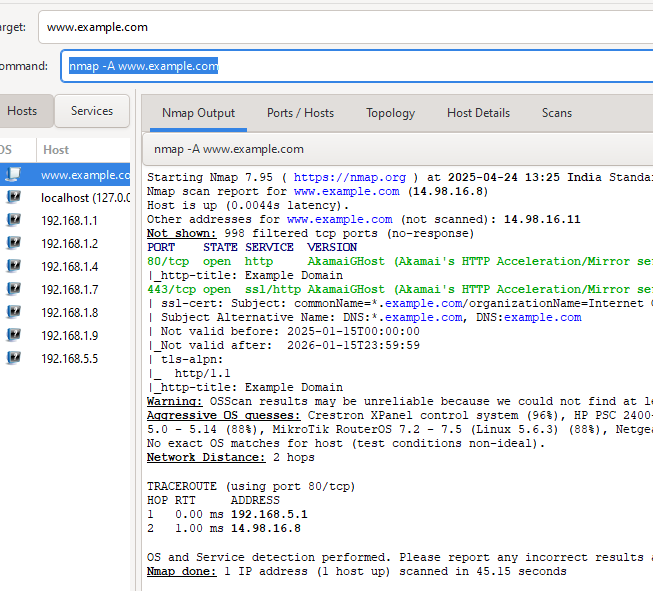 arget: www.example.com
ommand: nmap -A www.example.com
Hosts Services
OS Host
www.example.co
localhost (127.0.0
192.168.1.1
192.168.1.2
192.168.1.4
192.168.1.7
192.168.1.8
192.168.1.9
192.168.5.5
Nmap Output Ports / Hosts Topology Host Details Scans
nmap -A www.example.com
Starting Nmap 7.95 ( https://nmap.org ) at 2025-04-24 13:25 India Standa
Nmap scan report for www.example.com (14.98.16.8)
Host is up (0.0044s latency).
Other addresses for www.example.com (not scanned): 14.98.16.11
Not shown: 998 filtered tcp ports (no-response)
PORT STATE SERVICE VERSION
80/tcp open http AkamaiGHost (Akamai's HTTP Acceleration/Mirror se
|_http-title: Example Domain
443/tcp open ssl/http AkamaiGHost (Akamai's HTTP Acceleration/Mirror se
| ssl-cert: Subject: commonName=*.example.com/organizationName=Internet
| Subject Alternative Name: DNS:*.example.com, DNS:example.com
| Not valid before: 2025-01-15T00:00:00
|_Not valid after: 2026-01-15T23:59:59
| tls-alpn:
|_ http/1.1
|_http-title: Example Domain
Warning: OSScan results may be unreliable because we could not find at le
Aggressive OS guesses: Crestron XPanel control system (96%), HP PSC 2400-
5.0 - 5.14 (88%), MikroTik RouterOS 7.2 - 7.5 (Linux 5.6.3) (88%), Netgea
No exact OS matches for host (test conditions non-ideal).
Network Distance: 2 hops
TRACEROUTE (using port 80/tcp)
HOP RTT ADDRESS
1 0.00 ms 192.168.5.1
2 1.00 ms 14.98.16.8
OS and Service detection performed. Please report any incorrect results a
Nmap done: 1 IP address (1 host up) scanned in 45.15 seconds